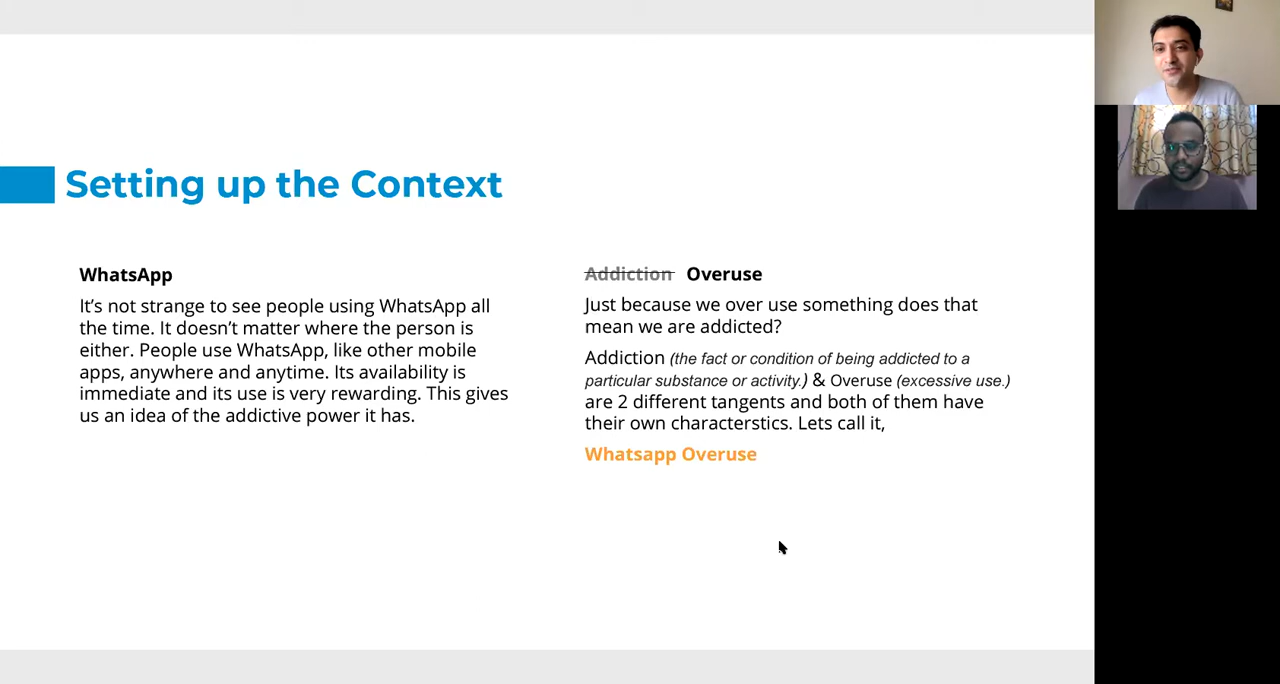 Setting up the Context
WhatsApp
It’s not strange to see people using WhatsApp all
the time. It doesn’t matter where the person is
either. People use WhatsApp, like other mobile
apps, anywhere and anytime. Its availability is
immediate and its use is very rewarding. This gives
us an idea of the addictive power it has.
Addiction Overuse
Just because we over use something does that
mean we are addicted?
Addiction (the fact or condition of being addicted to a
particular substance or activity.) & Overuse (excessive use.)
are 2 different tangents and both of them have
their own characterstics. Lets call it,
Whatsapp Overuse